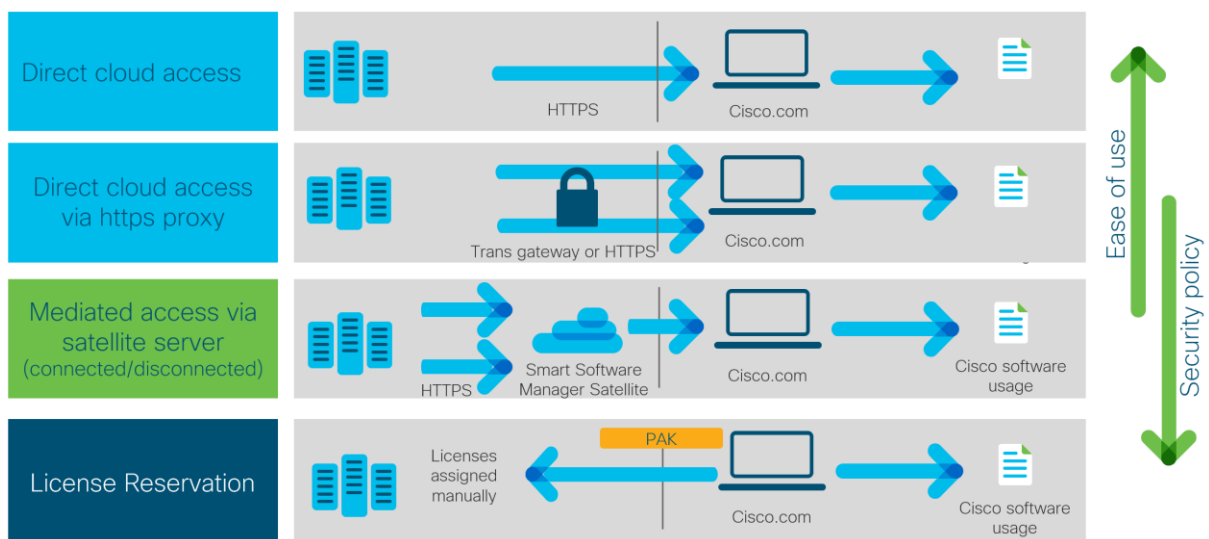 Direct cloud access
HTTPS
Cisco.com
Direct cloud access
via https proxy
Trans gateway or HTTPS
Cisco.com
Mediated access via
satellite server
(connected/disconnected)
HTTPS
Smart Software
Manager Satellite
Cisco.com
Cisco software
usage
License Reservation
Licenses
assigned
manually
PAK
Cisco.com
Cisco software
usage
Ease of use
Security policy